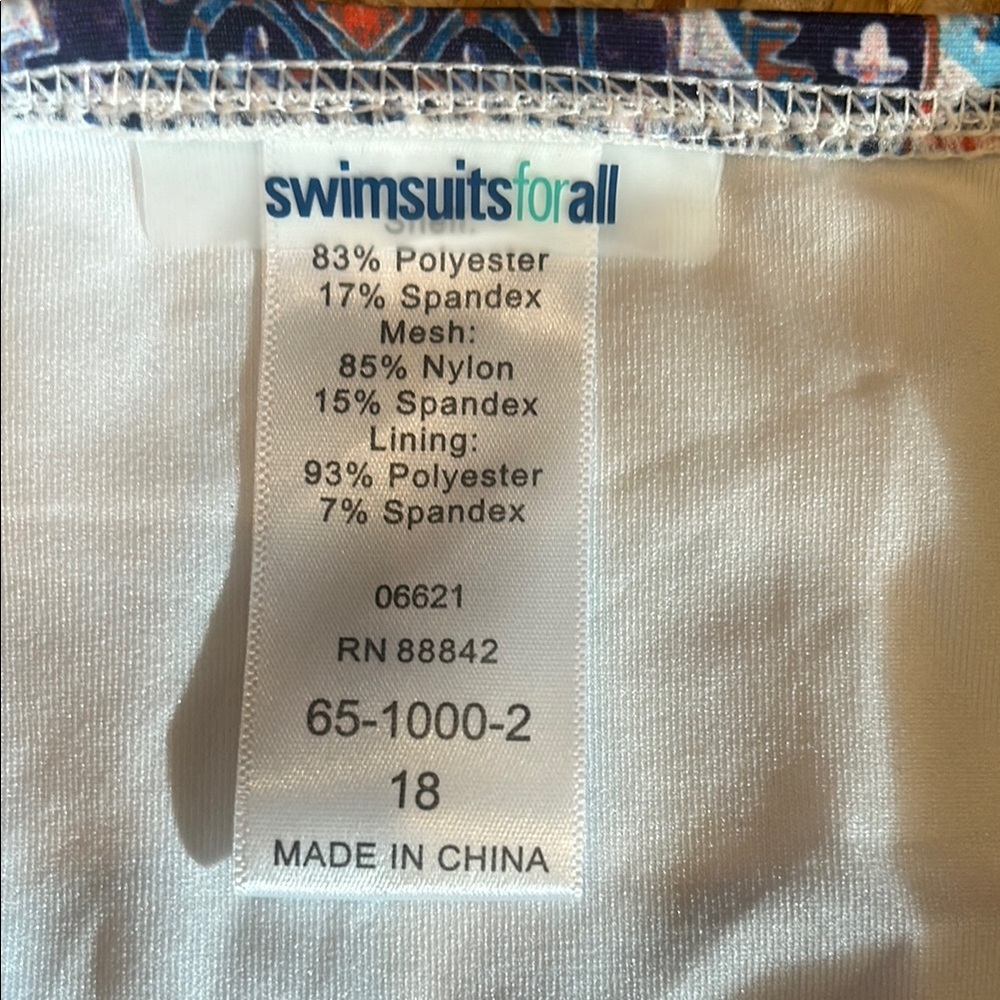 swimsuitsforall
Shell:
83% Polyester
17% Spandex
Mesh:
85% Nylon
15% Spandex
Lining:
93% Polyester
7% Spandex
06621
RN 88842
65-1000-2
18
MADE IN CHINA